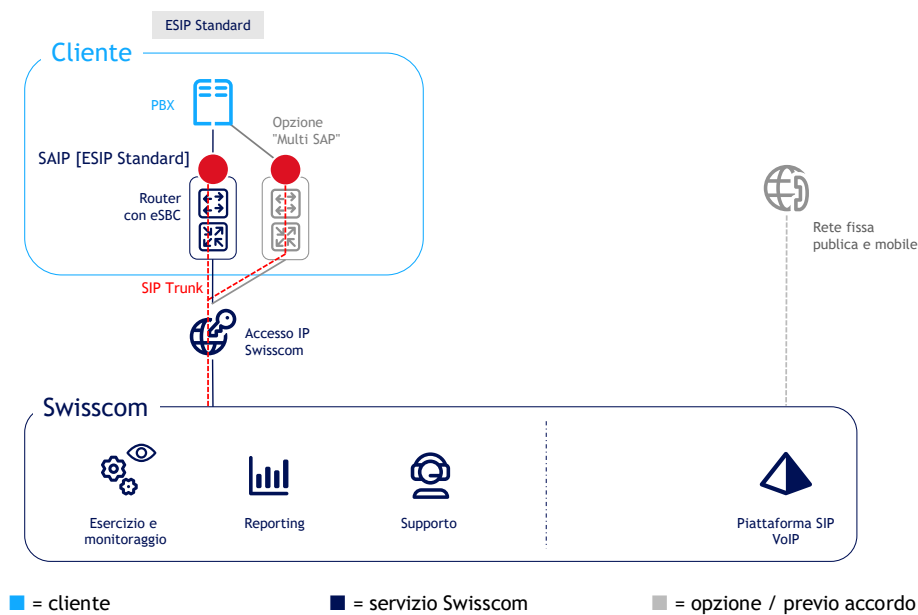 ESIP Standard
Cliente
PBX
Opzione
"Multi SAP"
SAIP [ESIP Standard]
Router
con eSBC
Rete fissa
publica e mobile
SIP Trunk
Accesso IP
Swisscom
Swisscom
Esercizio e
monitoraggio
Reporting
Supporto
Piattaforma SIP
VoIP
= cliente
= servizio Swisscom
= opzione / previo accordo